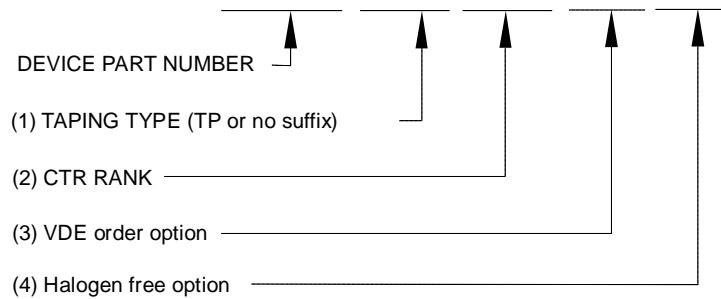 DEVICE PART NUMBER
(1) TAPING TYPE (TP or no suffix)
(2) CTR RANK
(3) VDE order option
(4) Halogen free option